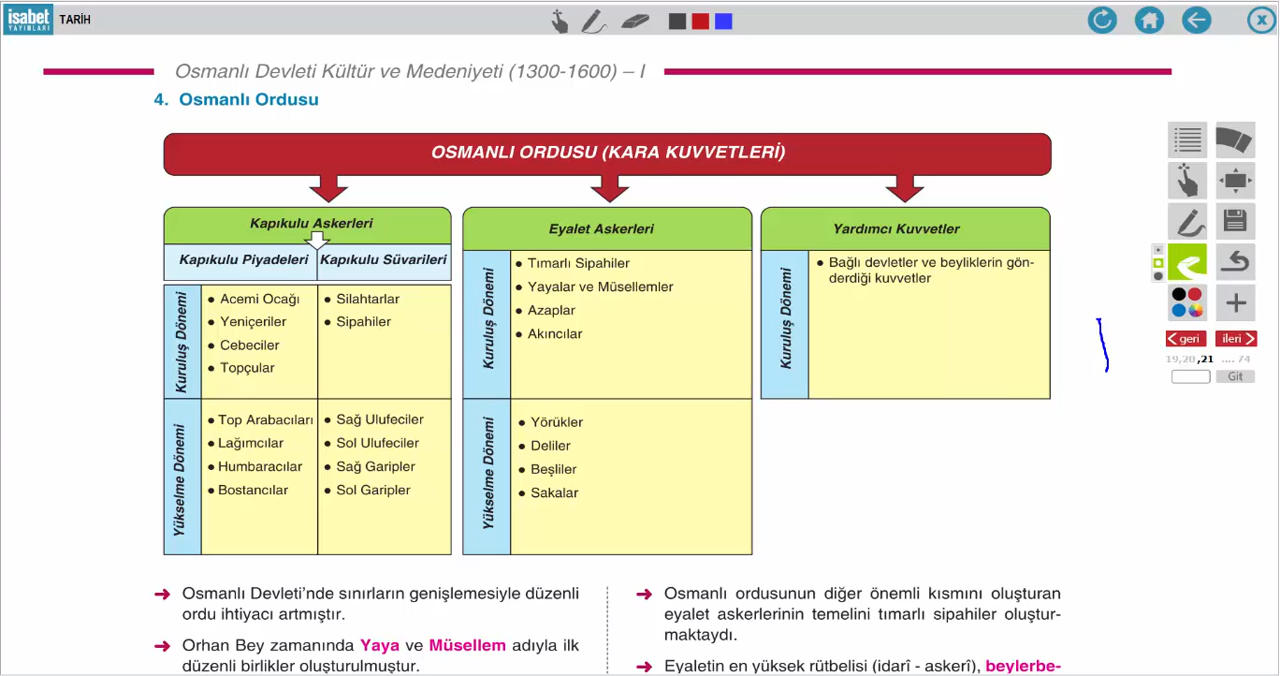 isabet
YAYINLARI
TARİH
Osmanlı Devleti Kültür ve Medeniyeti (1300-1600) – I
4. Osmanlı Ordusu
OSMANLI ORDUSU (KARA KUVVETLERİ)
Kapıkulu Askerleri
Kapıkulu Piyadeleri
Kapıkulu Süvarileri
Kuruluş Dönemi
● Acemi Ocağı
● Yeniçeriler
● Cebeciler
● Topçular
● Silahtarlar
● Sipahiler
Yükselme Dönemi
● Top Arabacıları
● Lağımcılar
● Humbaracılar
● Bostancılar
● Sağ Ulufeciler
● Sol Ulufeciler
● Sağ Garipler
● Sol Garipler
Eyalet Askerleri
Kuruluş Dönemi
● Tımarlı Sipahiler
● Yayalar ve Müsellemler
● Azaplar
● Akıncılar
Yükselme Dönemi
● Yörükler
● Deliler
● Beşliler
● Sakalar
Yardımcı Kuvvetler
Kuruluş Dönemi
● Bağlı devletler ve beyliklerin gön-
derdiği kuvvetler
➔ Osmanlı Devleti’nde sınırların genişlemesiyle düzenli
ordu ihtiyacı artmıştır.
➔ Orhan Bey zamanında Yaya ve Müsellem adıyla ilk
düzenli birlikler oluşturulmuştur.
➔ Osmanlı ordusunun diğer önemli kısmını oluşturan
eyalet askerlerinin temelini tımarlı sipahiler oluştur-
maktaydı.
➔ Eyaletin en yüksek rütbelisi (idarî - askerî), beylerbe-
geri
ileri
19,20,21 .... 74
Git